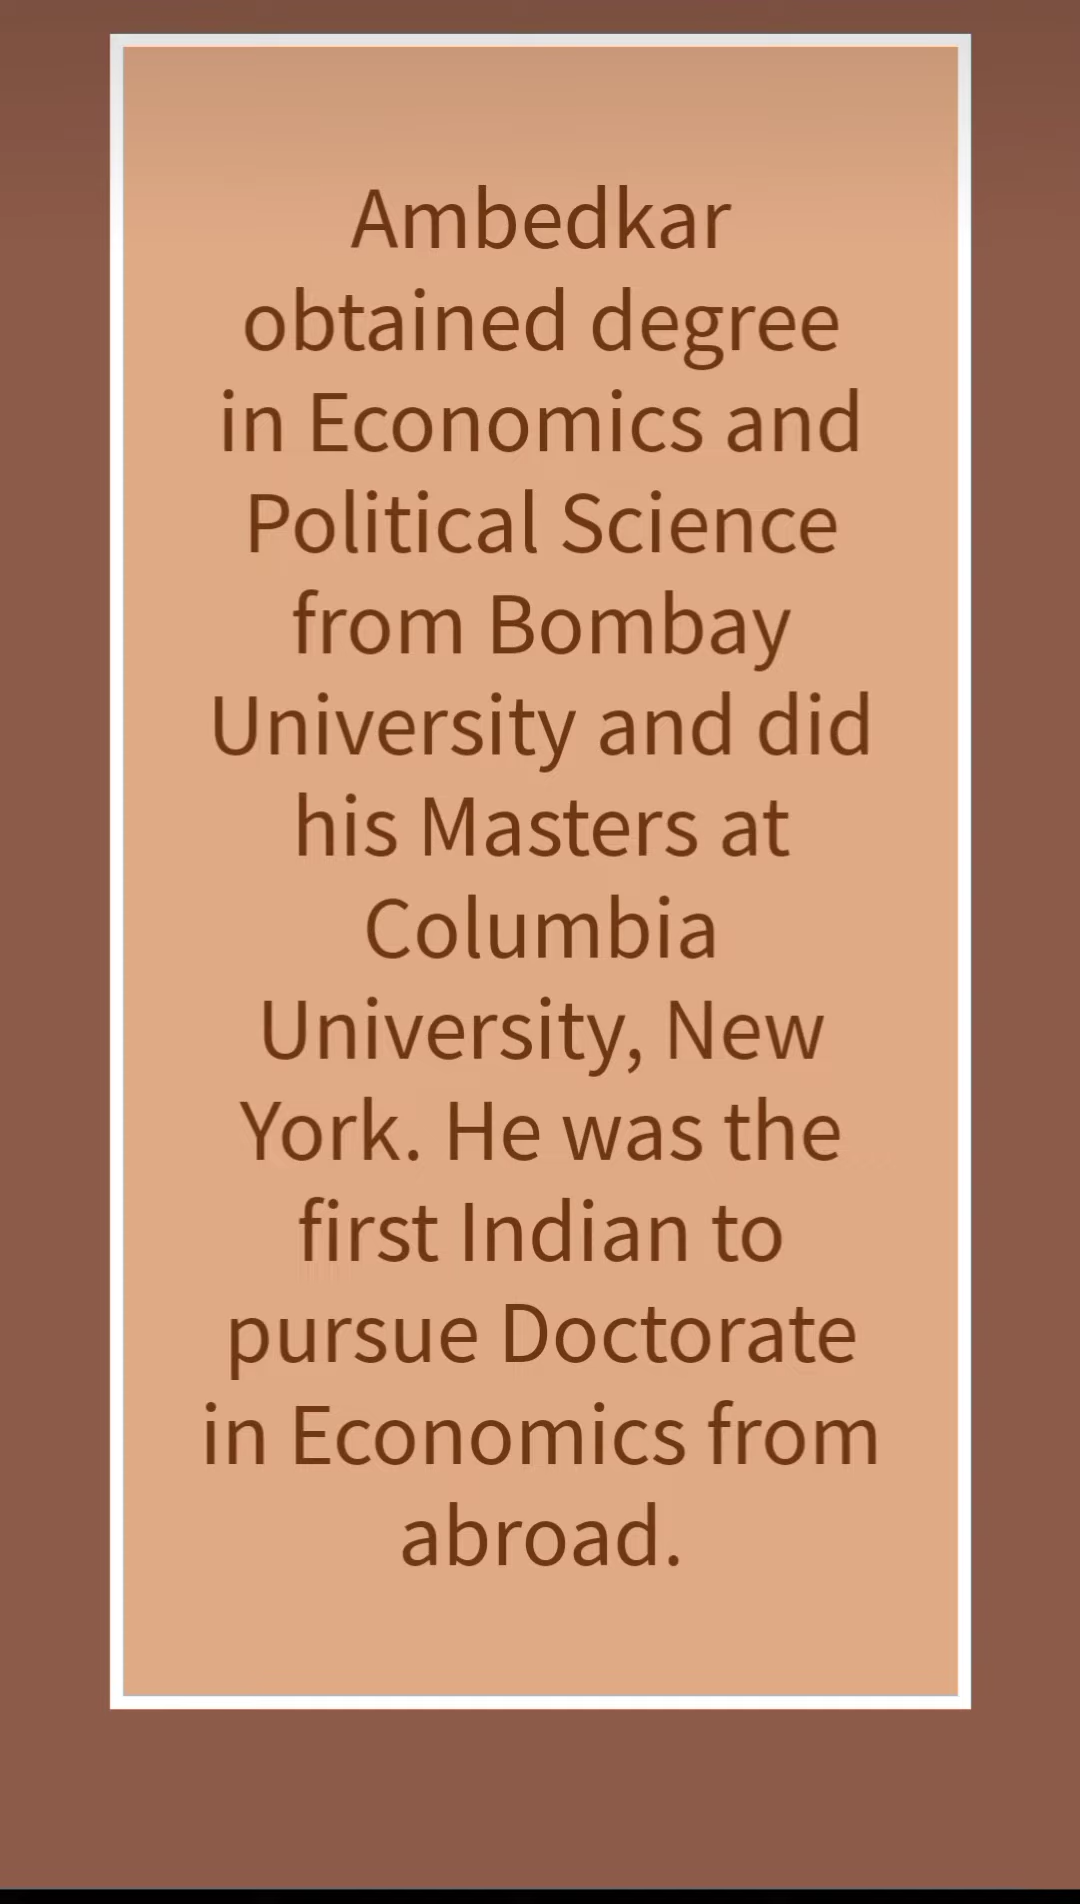 Ambedkar
obtained degree
in Economics and
Political Science
from Bombay
University and did
his Masters at
Columbia
University, New
York. He was the
first Indian to
pursue Doctorate
in Economics from
abroad.